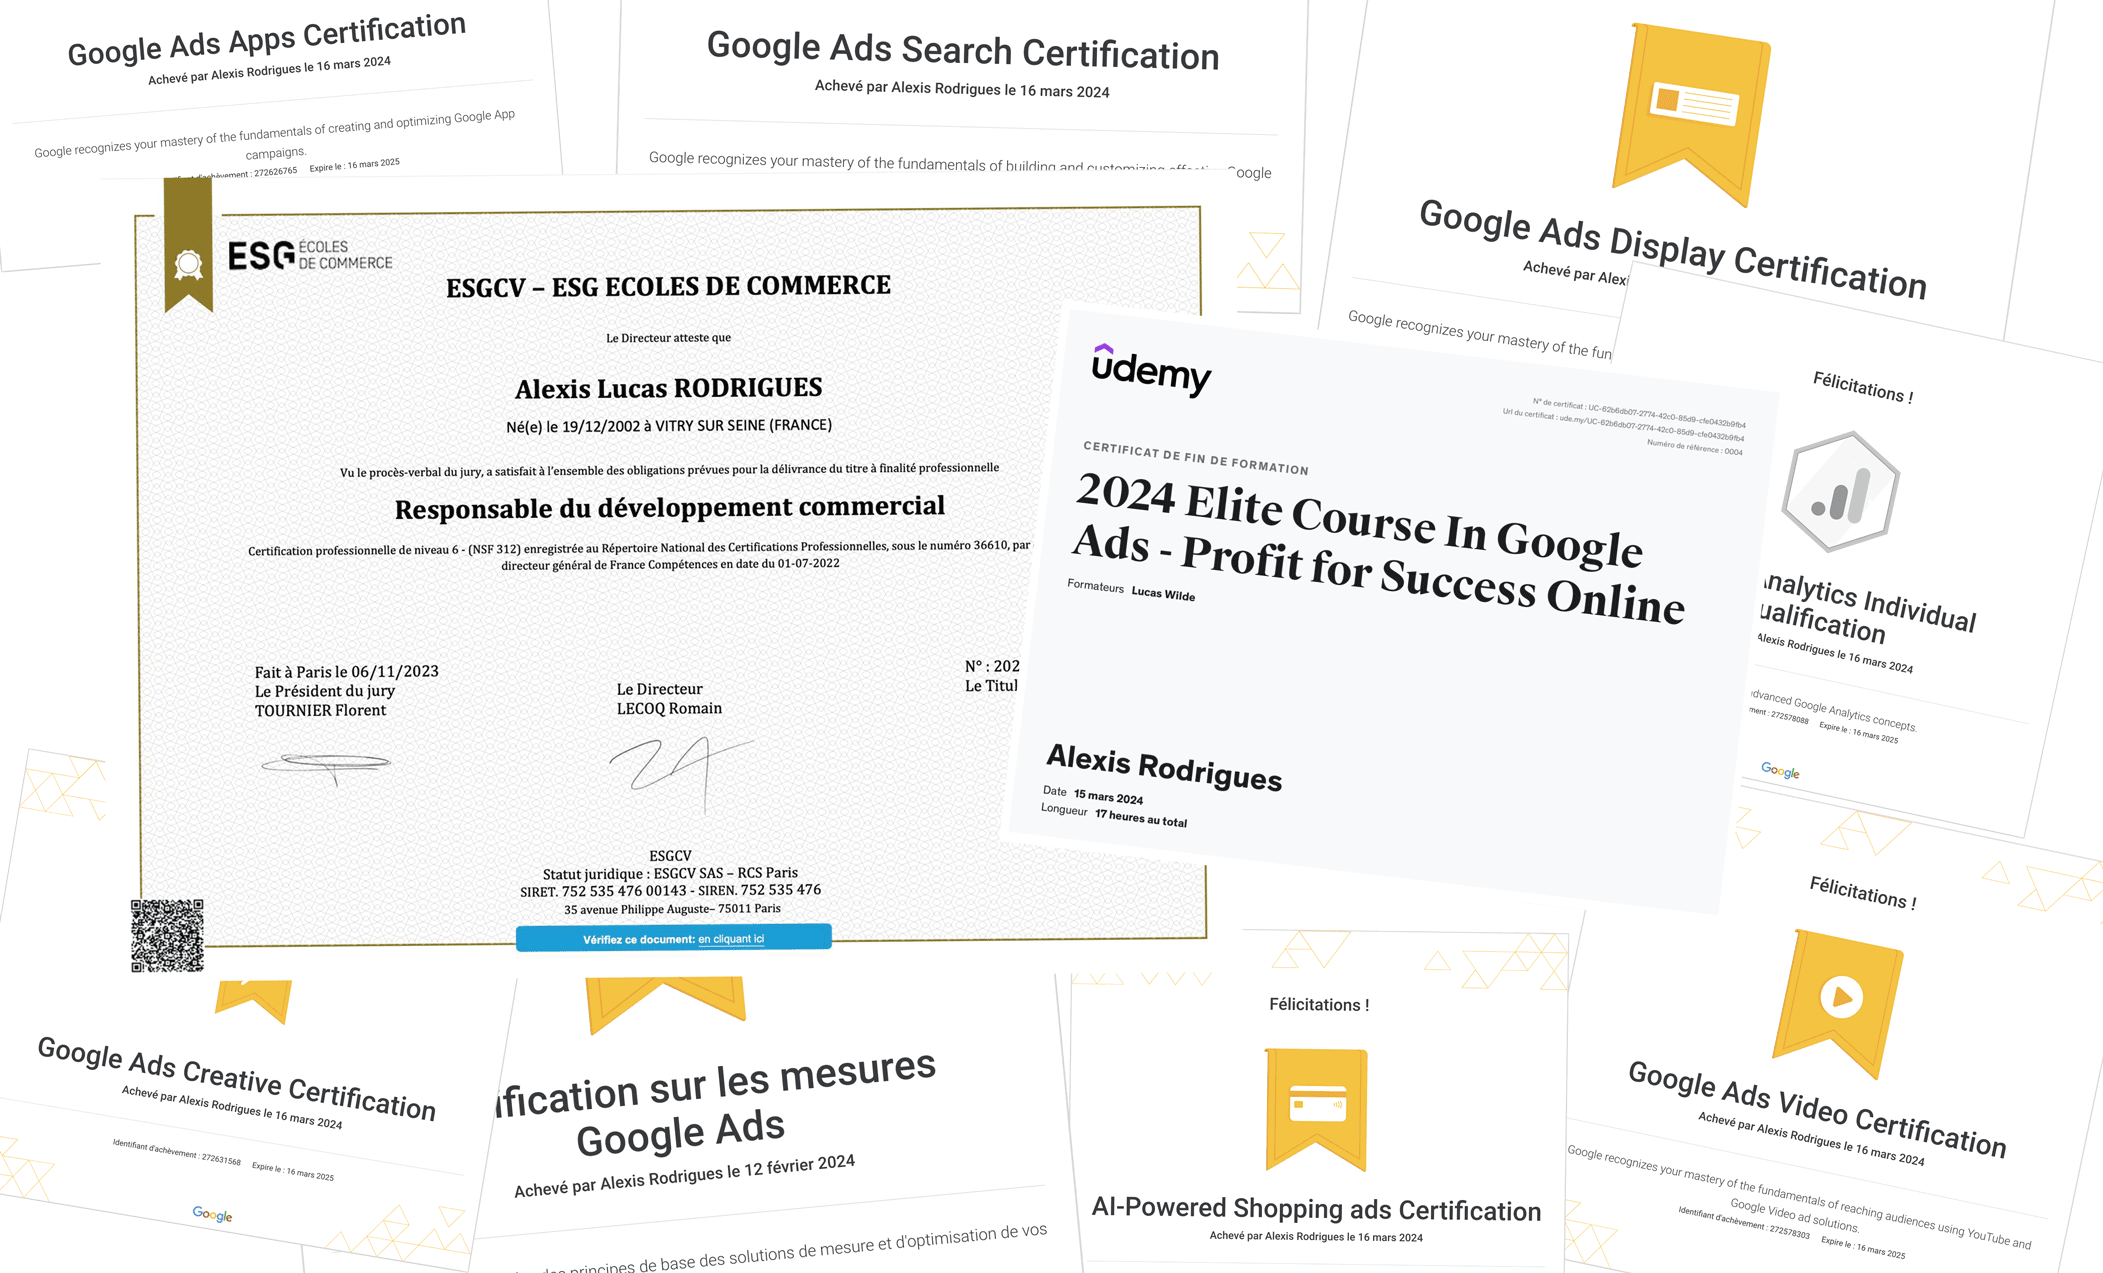 Google Ads Apps Certification
Achevé par Alexis Rodrigues le 16 mars 2024
Google recognizes your mastery of the fundamentals of creating and optimizing Google App
campaigns.
d'achèvement : 272626765 Expire le : 16 mars 2025
Google Ads Search Certification
Achevé par Alexis Rodrigues le 16 mars 2024
Google recognizes your mastery of the fundamentals of building and customizing effective Google
Google Ads Display Certification
Achevé par Alexi
Google recognizes your mastery of the fun
ESG ÉCOLES
DE COMMERCE
ESGCV – ESG ECOLES DE COMMERCE
Le Directeur atteste que
Alexis Lucas RODRIGUES
Né(e) le 19/12/2002 à VITRY SUR SEINE (FRANCE)
Vu le procès-verbal du jury, a satisfait à l'ensemble des obligations prévues pour la délivrance du titre à finalité professionnelle
Responsable du développement commercial
Certification professionnelle de niveau 6 - (NSF 312) enregistrée au Répertoire National des Certifications Professionnelles, sous le numéro 36610, par
directeur général de France Compétences en date du 01-07-2022
Fait à Paris le 06/11/2023
Le Président du jury
TOURNIER Florent
Le Directeur
LECOQ Romain
N° : 202
Le Titul
ESGCV
Statut juridique : ESGCV SAS – RCS Paris
SIRET. 752 535 476 00143 - SIREN. 752 535 476
35 avenue Philippe Auguste– 75011 Paris
Vérifiez ce document: en cliquant ici
udemy
N° de certificat : UC-62b6db07-2774-42c0-85d9-cfe0432b9fb4
Url du certificat : ude.my/UC-62b6db07-2774-42c0-85d9-cfe0432b9fb4
Numéro de référence : 0004
CERTIFICAT DE FIN DE FORMATION
2024 Elite Course In Google
Ads - Profit for Success Online
Formateurs Lucas Wilde
Alexis Rodrigues
Date 15 mars 2024
Longueur 17 heures au total
Félicitations !
nalytics Individual
ualification
Alexis Rodrigues le 16 mars 2024
dvanced Google Analytics concepts.
ment : 272578088 Expire le : 16 mars 2025
Google
Google Ads Creative Certification
Achevé par Alexis Rodrigues le 16 mars 2024
Identifiant d'achèvement : 272631568 Expire le : 16 mars 2025
Google
ification sur les mesures
Google Ads
Achevé par Alexis Rodrigues le 12 février 2024
des principes de base des solutions de mesure et d'optimisation de vos
Félicitations !
AI-Powered Shopping ads Certification
Achevé par Alexis Rodrigues le 16 mars 2024
Félicitations !
Google Ads Video Certification
Achevé par Alexis Rodrigues le 16 mars 2024
Google recognizes your mastery of the fundamentals of reaching audiences using YouTube and
Google Video ad solutions.
Identifiant d'achèvement : 272578303 Expire le : 16 mars 2025